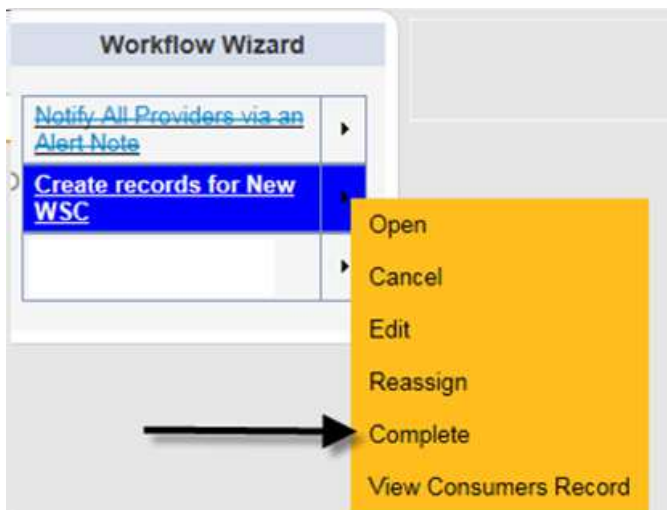 Workflow Wizard
Notify All Providers via an
Alert Note
Create records for New
WSC
Open
Cancel
Edit
Reassign
Complete
View Consumers Record